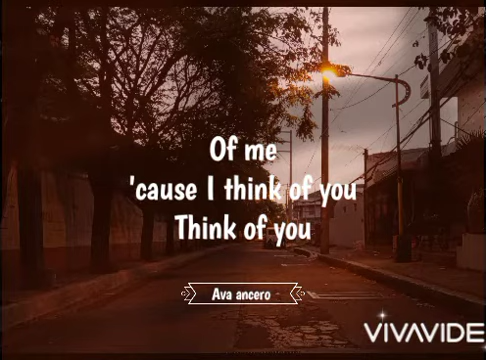 Of me
'cause I think of you
Think of you
Ava ancero
VIVAVIDE